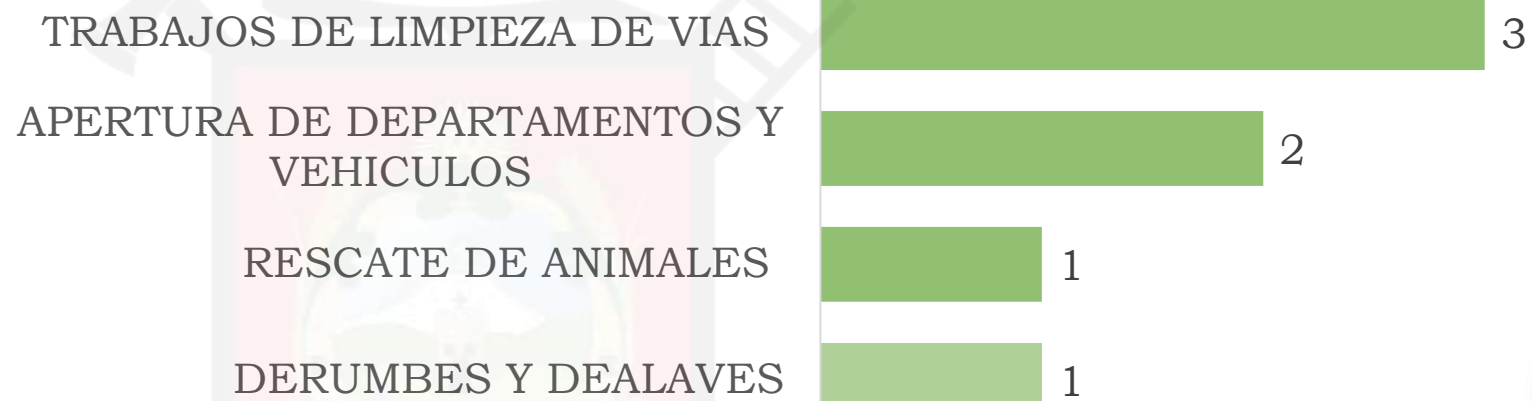 TRABAJOS DE LIMPIEZA DE VIAS 3
APERTURA DE DEPARTAMENTOS Y
VEHICULOS 2
RESCATE DE ANIMALES 1
DERUMBES Y DEALAVES 1